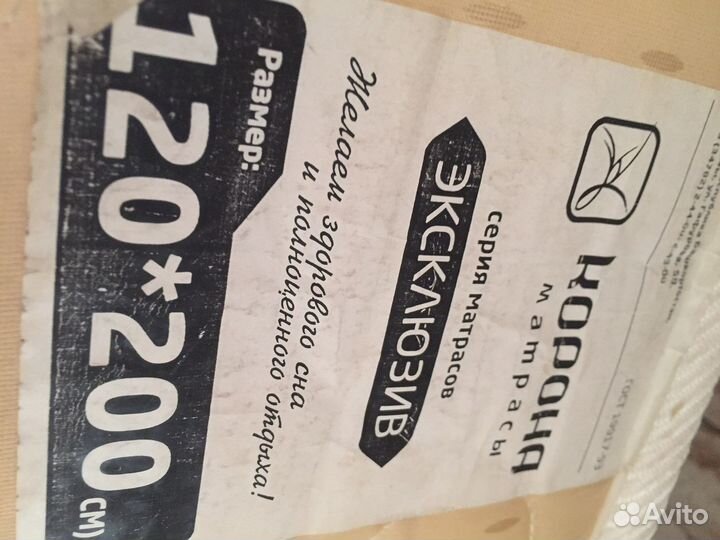 корона
матрасы
серия матрасов
ЭКСКЛЮЗИВ
Желаем здорового сна
и полноценного отдыха!
Размер:
120*200 см)
Avito